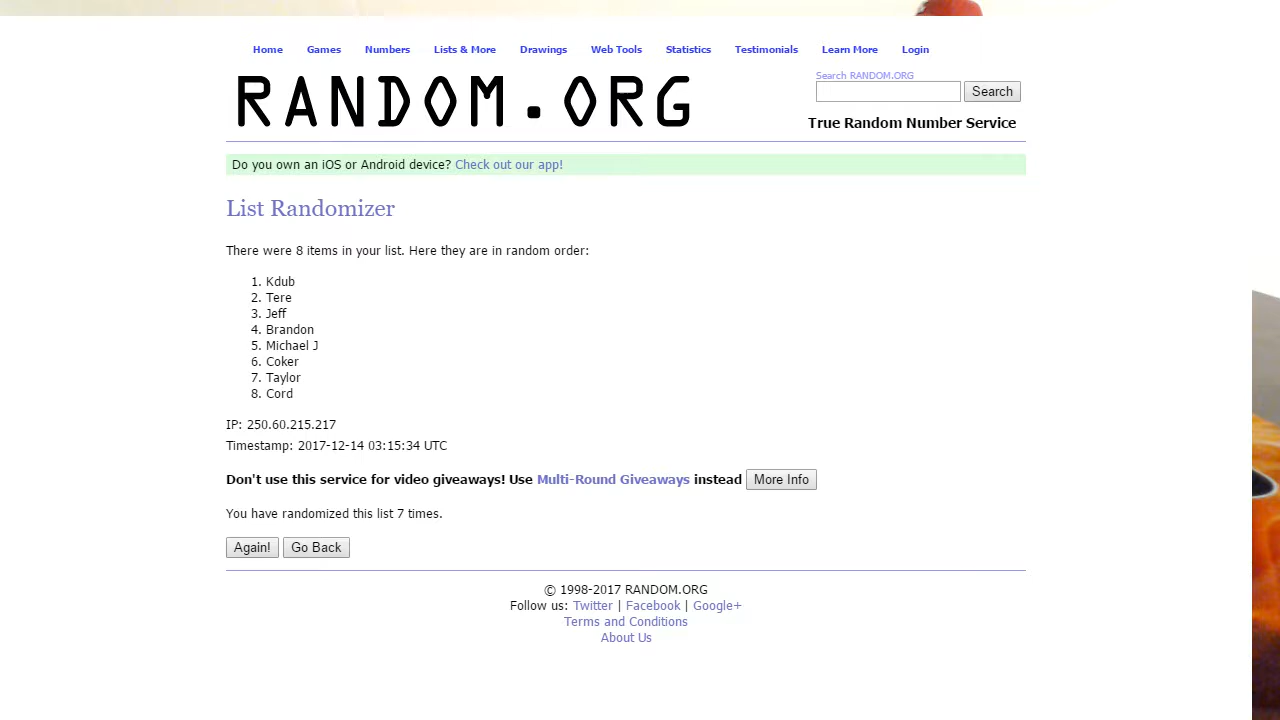 Home Games Numbers Lists & More Drawings Web Tools Statistics Testimonials Learn More Login
RANDOM.ORG
Search RANDOM.ORG
Search
True Random Number Service
Do you own an iOS or Android device? Check out our app!
List Randomizer
There were 8 items in your list. Here they are in random order:
1. Kdub
2. Tere
3. Jeff
4. Brandon
5. Michael J
6. Coker
7. Taylor
8. Cord
IP: 250.60.215.217
Timestamp: 2017-12-14 03:15:34 UTC
Don't use this service for video giveaways! Use Multi-Round Giveaways instead More Info
You have randomized this list 7 times.
Again! Go Back
© 1998-2017 RANDOM.ORG
Follow us: Twitter | Facebook | Google+
Terms and Conditions
About Us